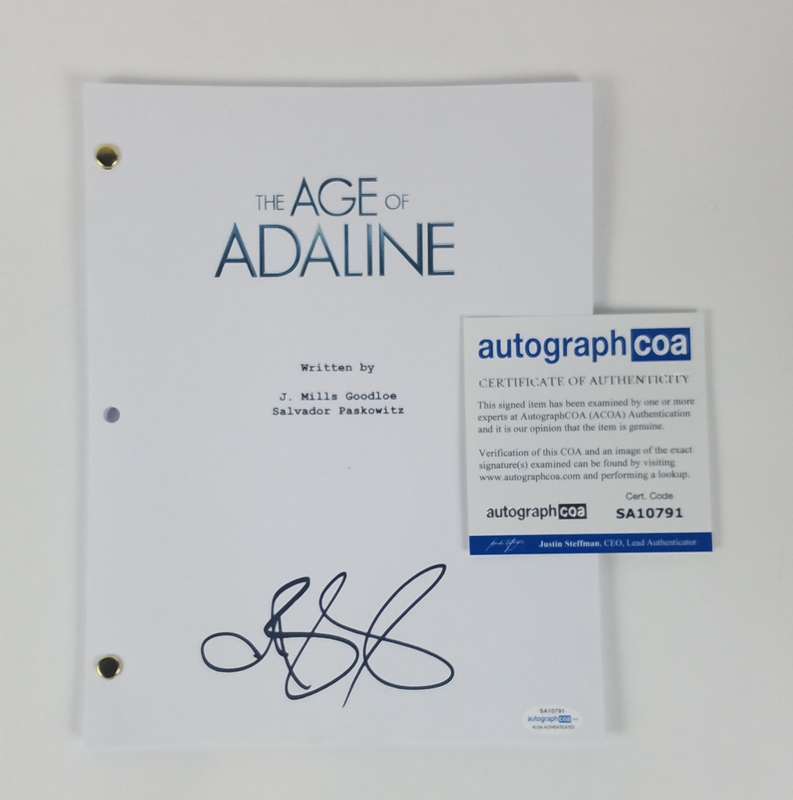 THE AGE OF
ADALINE
Written by
J. Mills Goodloe
Salvador Paskowitz
autographcoa
CERTIFICATE OF AUTHENTICITY
This signed item has been examined by one or more
experts at AutographCOA (ACOA) Authentication
and it is our opinion that the item is genuine.
Verification of this COA and an image of the exact
signature(s) examined can be found by visiting
www.autographcoa.com and performing a lookup.
Cert. Code
autographcoa SA10791
Justin Steffman, CEO, Lead Authenticator
SA10791
autographcoa
ACOA AUTHENTICATED